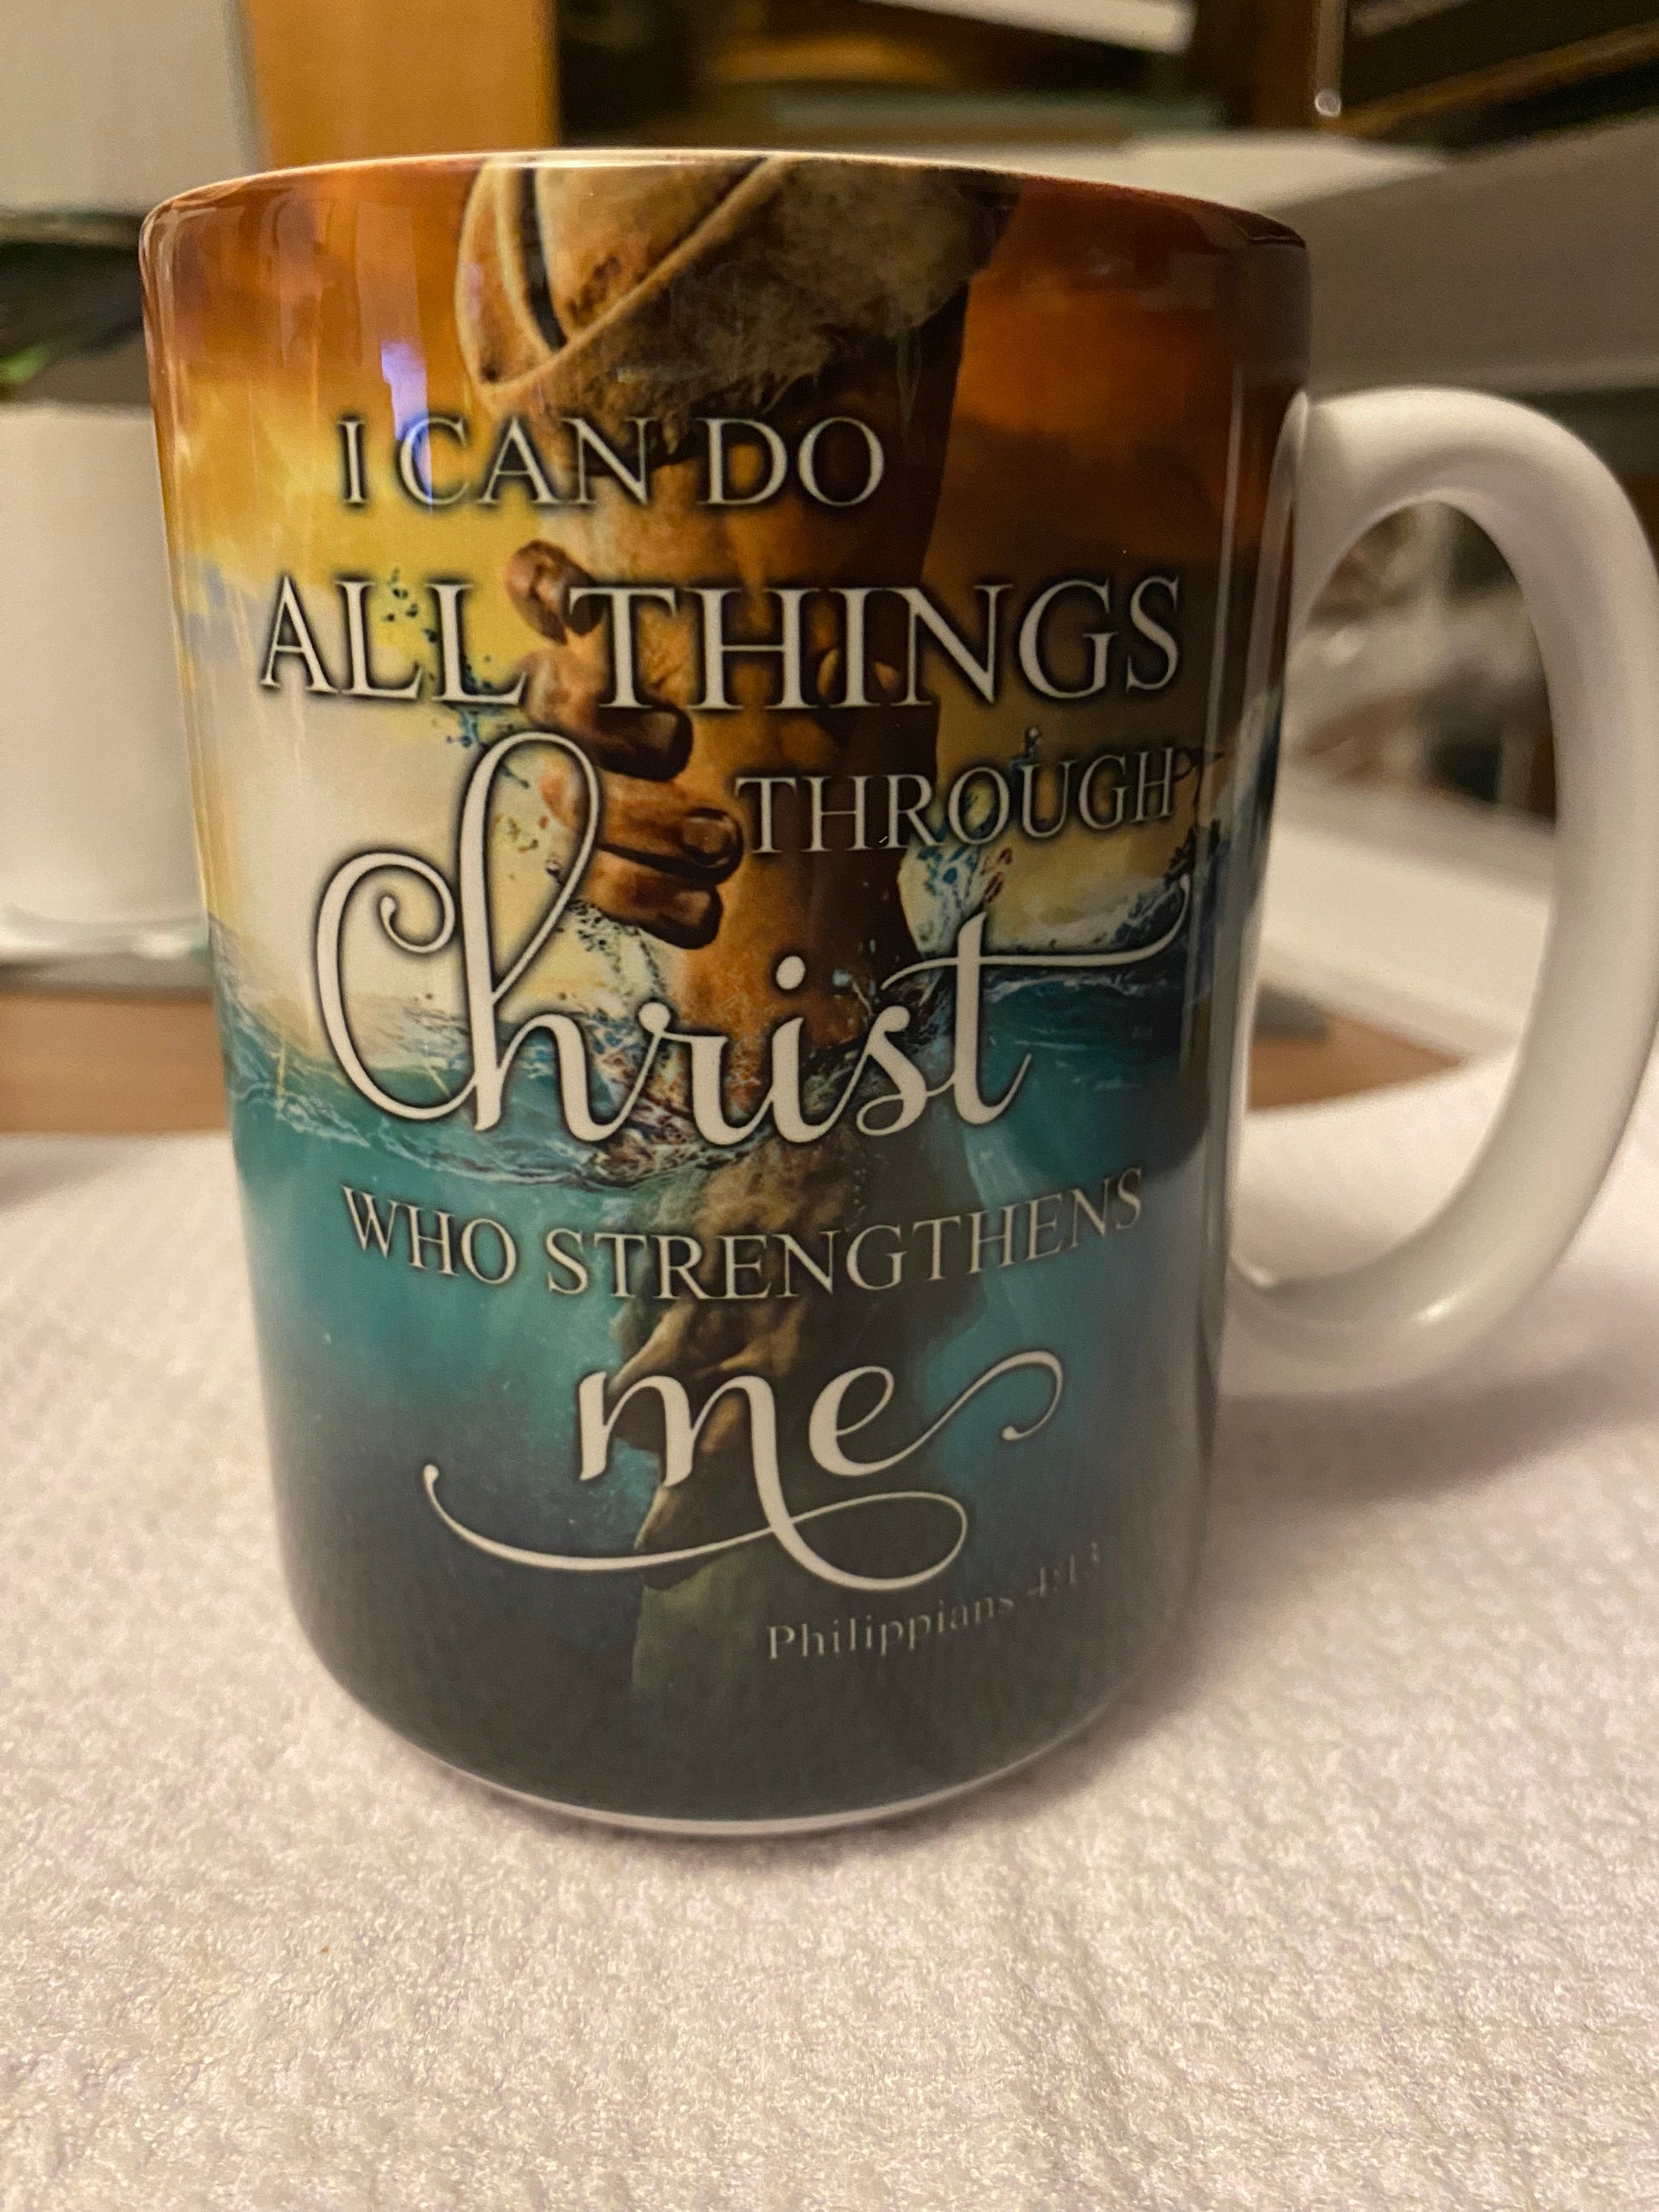 I CAN DO
ALL THINGS
THROUGH
Christ
WHO STRENGTHENS
me
Philippians 4:13